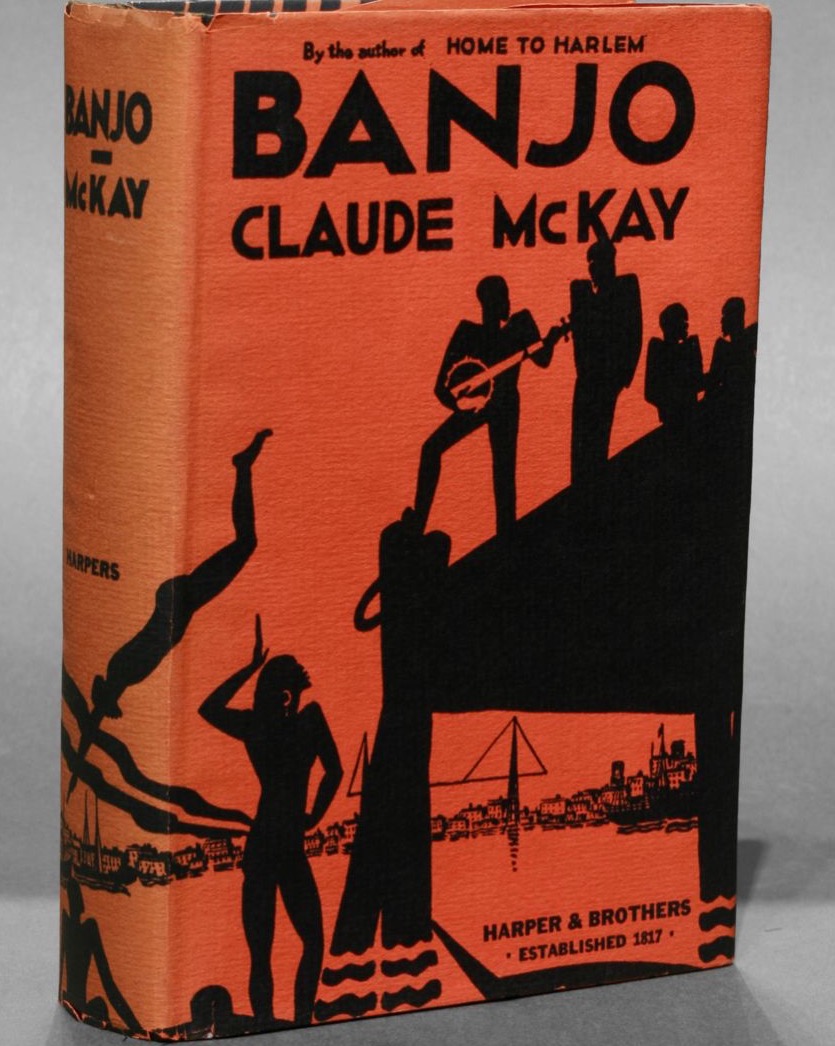 BANJO
McKAY
HARPERS
By the author of HOME TO HARLEM
BANJO
CLAUDE McKAY
HARPER & BROTHERS
· ESTABLISHED 1817 ·